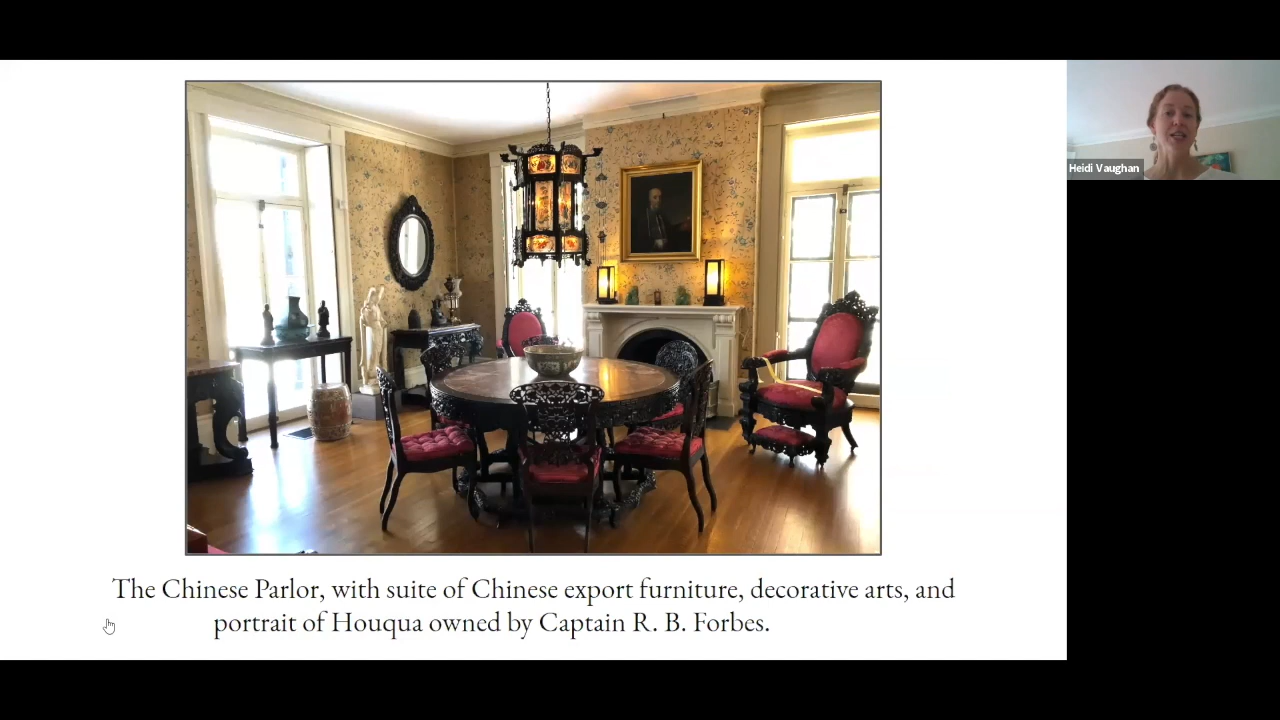 Heidi Vaughan
The Chinese Parlor, with suite of Chinese export furniture, decorative arts, and
portrait of Houqua owned by Captain R. B. Forbes.